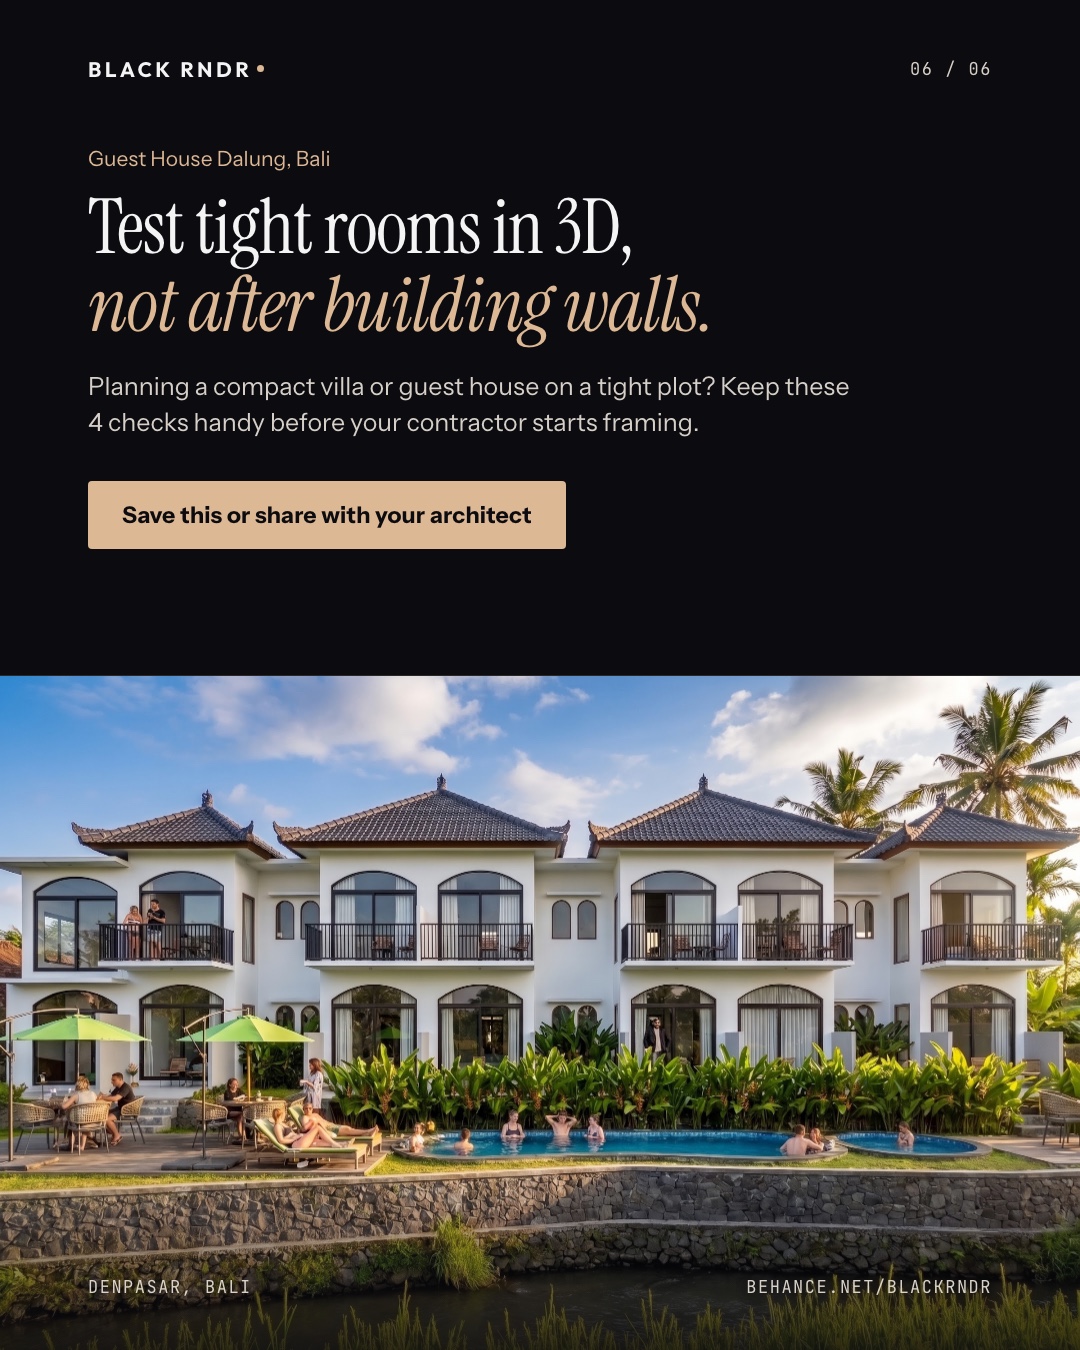 BLACK RNDR
06 / 06
Guest House Dalung, Bali
Test tight rooms in 3D,
not after building walls.
Planning a compact villa or guest house on a tight plot? Keep these
4 checks handy before your contractor starts framing.
Save this or share with your architect
DENPASAR, BALI
BEHANCE.NET/BLACKRNDR